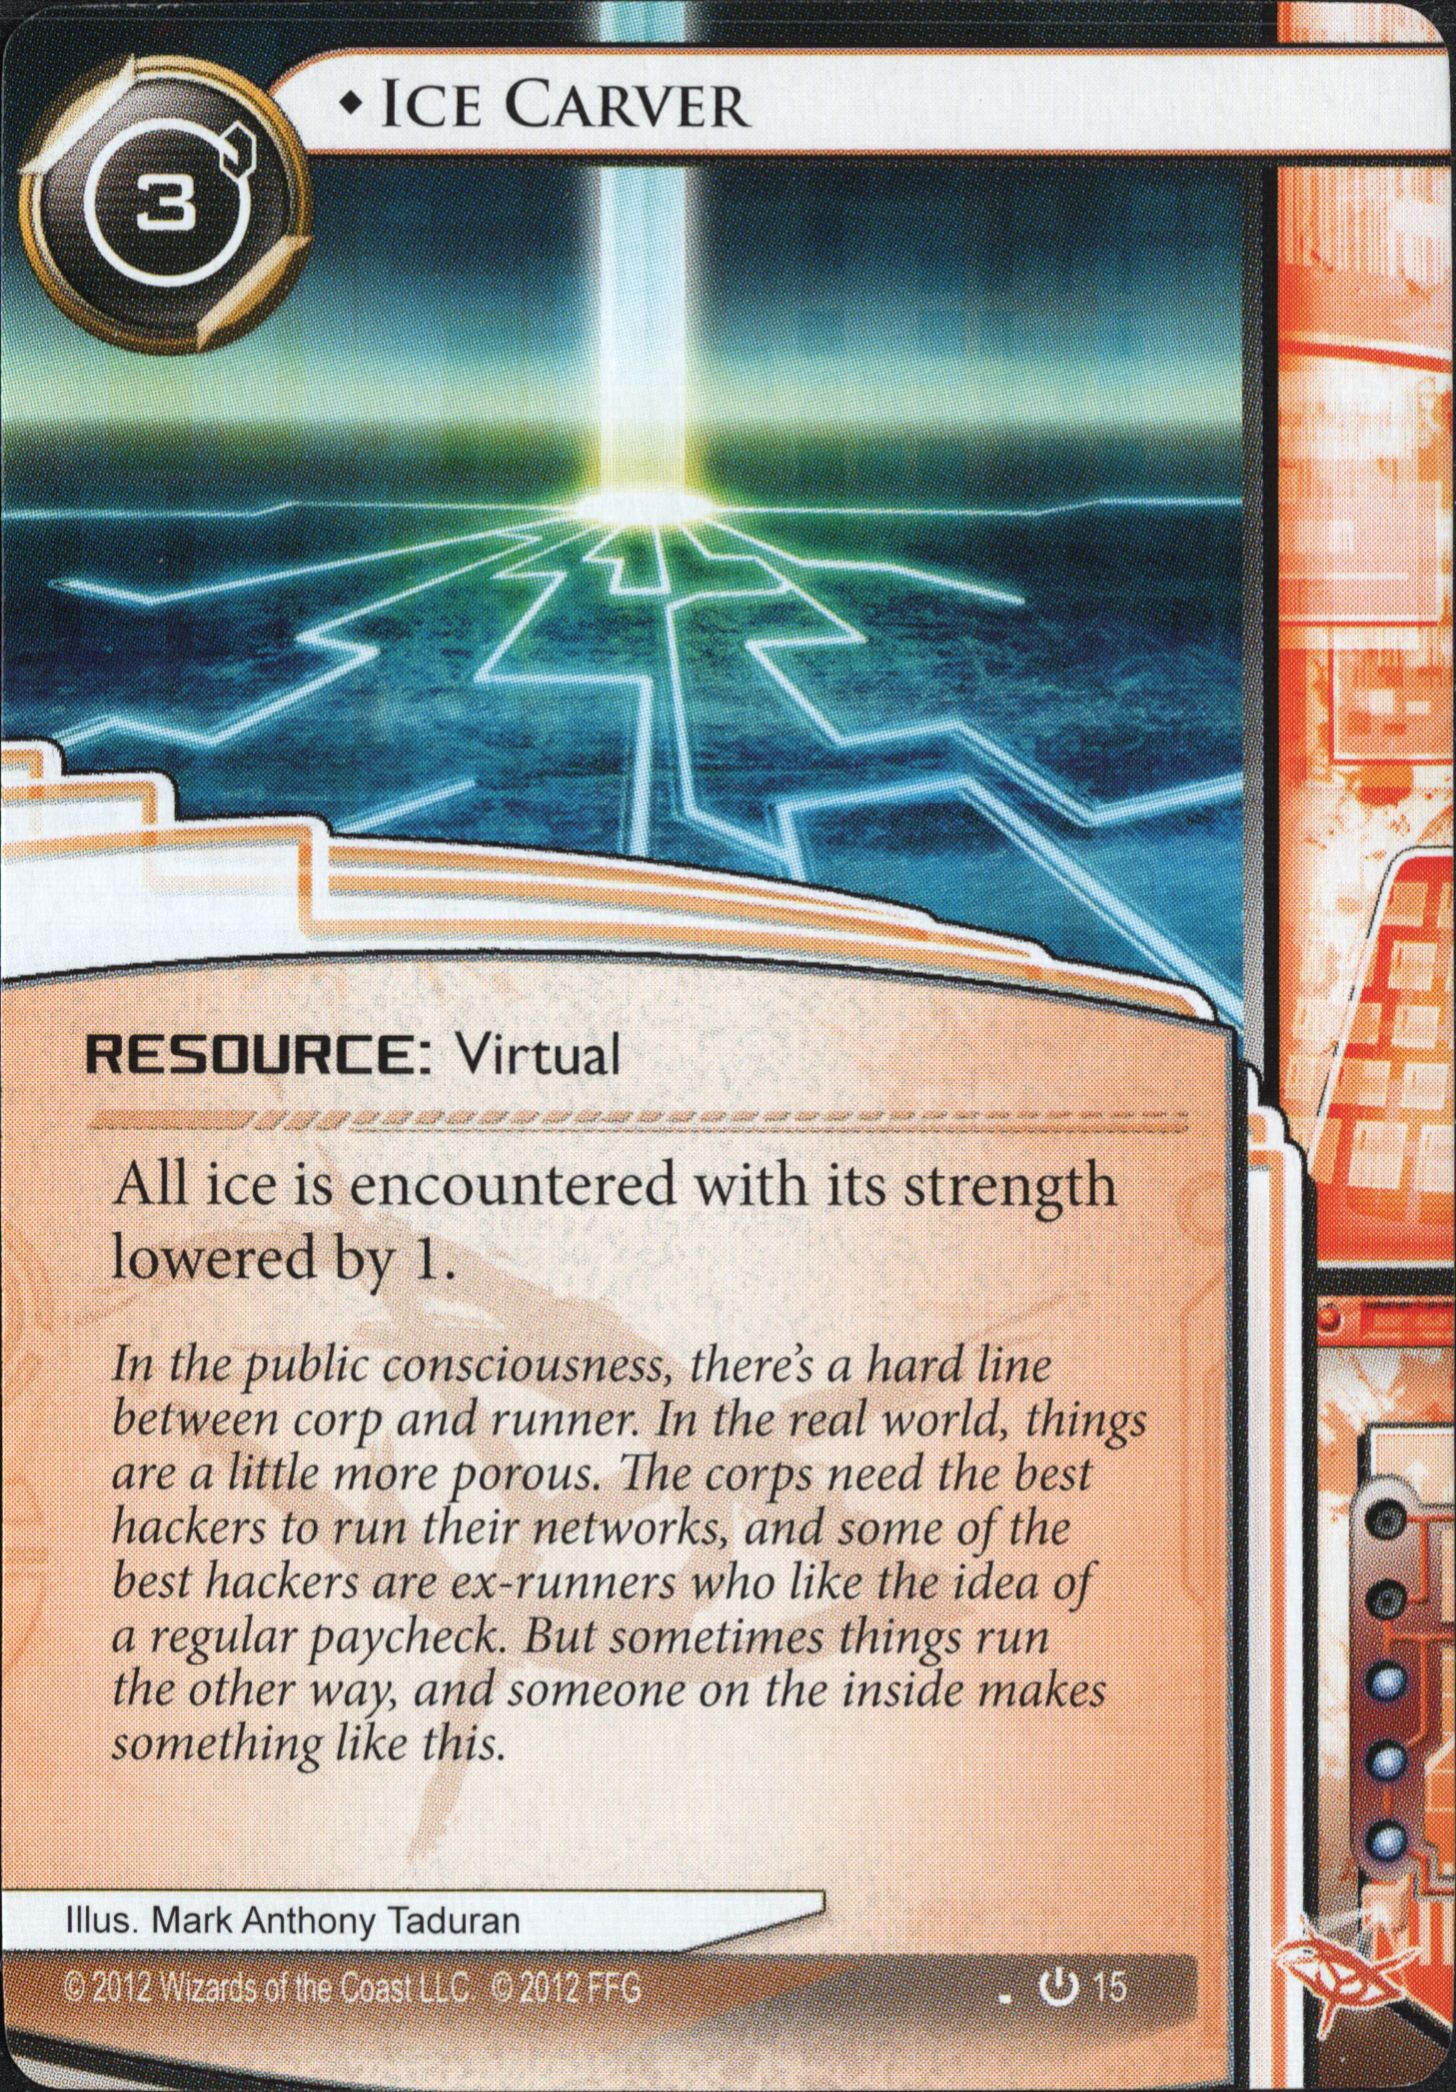 3
◆ ICE CARVER
RESOURCE: Virtual
All ice is encountered with its strength
lowered by 1.
In the public consciousness, there's a hard line
between corp and runner. In the real world, things
are a little more porous. The corps need the best
hackers to run their networks, and some of the
best hackers are ex-runners who like the idea of
a regular paycheck. But sometimes things run
the other way, and someone on the inside makes
something like this.
Illus. Mark Anthony Taduran
© 2012 Wizards of the Coast LLC. © 2012 FFG
15